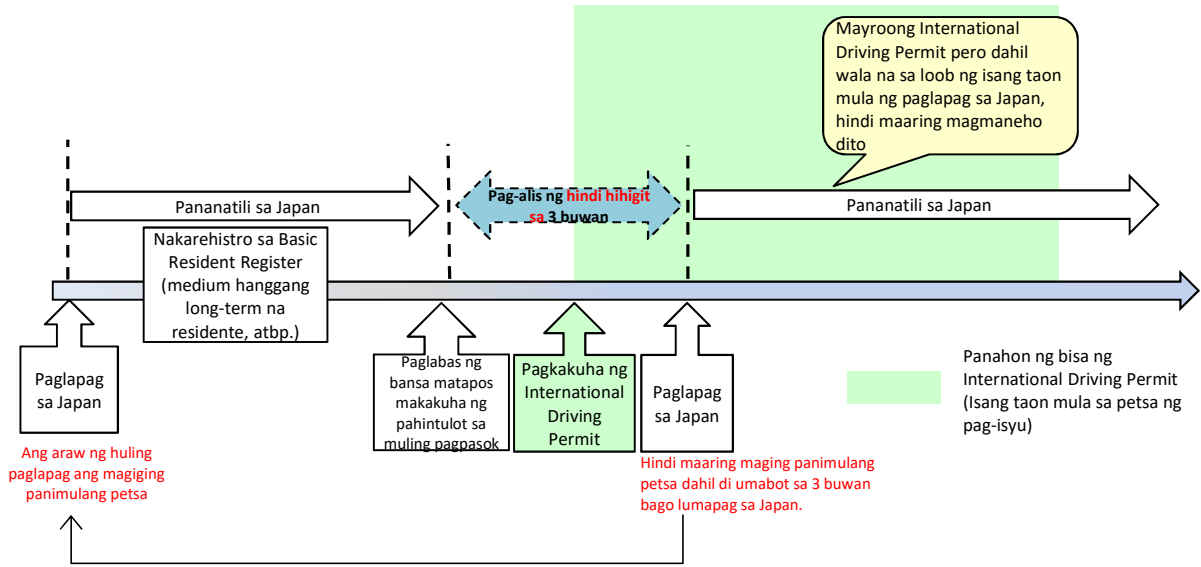 Mayroong International
Driving Permit pero dahil
wala na sa loob ng isang taon
mula ng paglapag sa Japan,
hindi maaring magmaneho
dito
Pananatili sa Japan
Pag-alis ng hindi hihigit
sa 3 buwan
Pananatili sa Japan
Nakarehistro sa Basic
Resident Register
(medium hanggang
long-term na
residente, atbp.)
Paglapag
sa Japan
Paglabas ng
bansa matapos
makakuha ng
pahintulot sa
muling pagpasok
Pagkakuha ng
International
Driving
Permit
Paglapag
sa Japan
Panahon ng bisa ng
International Driving Permit
(Isang taon mula sa petsa ng
pag-isyu)
Ang araw ng huling
paglapag ang magiging
panimulang petsa
Hindi maaring maging panimulang
petsa dahil di umabot sa 3 buwan
bago lumapag sa Japan.